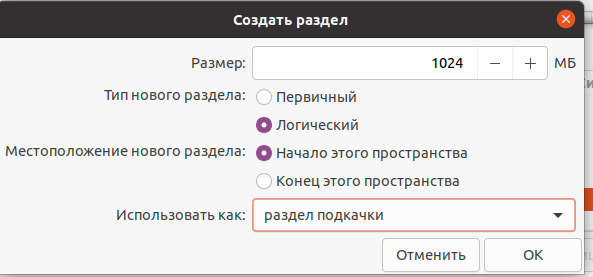 Создать раздел
Размер: 1024 МБ
Тип нового раздела: Первичный
Логический
Местоположение нового раздела: Начало этого пространства
Конец этого пространства
Использовать как: раздел подкачки
Отменить OK